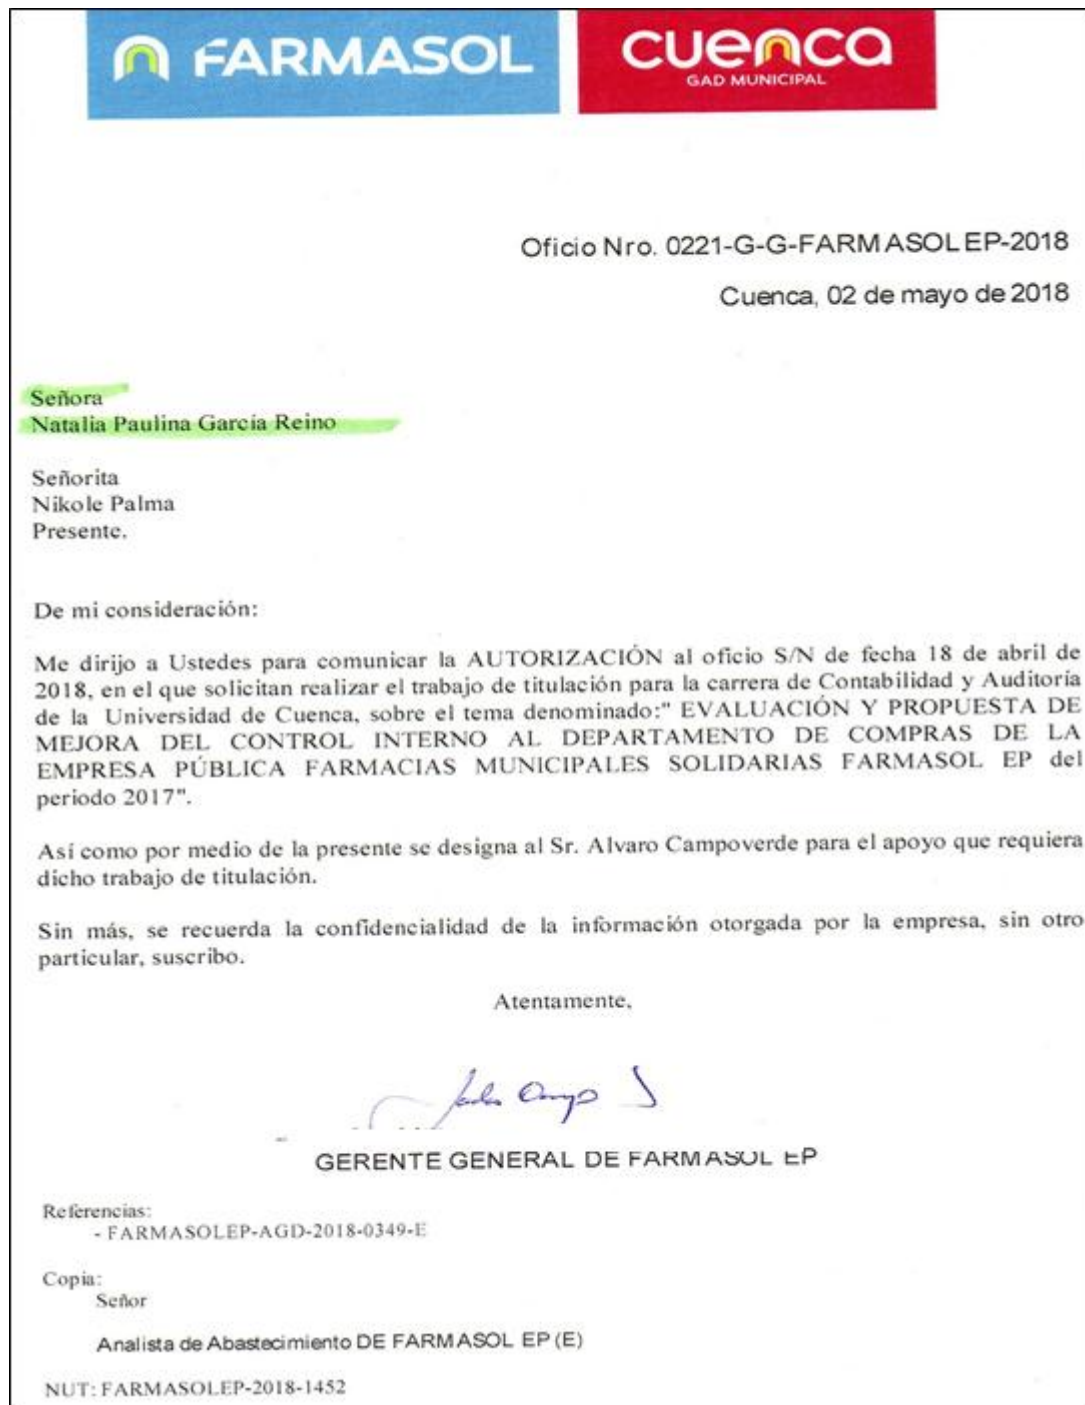 FARMASOL
CUENCA
GAD MUNICIPAL
Oficio Nro. 0221-G-G-FARMASOLEP-2018
Cuenca, 02 de mayo de 2018
Señora
Natalia Paulina García Reino
Señorita
Nikole Palma
Presente.
De mi consideración:
Me dirijo a Ustedes para comunicar la AUTORIZACIÓN al oficio S/N de fecha 18 de abril de
2018, en el que solicitan realizar el trabajo de titulación para la carrera de Contabilidad y Auditoría
de la Universidad de Cuenca, sobre el tema denominado:" EVALUACIÓN Y PROPUESTA DE
MEJORA DEL CONTROL INTERNO AL DEPARTAMENTO DE COMPRAS DE LA
EMPRESA PÚBLICA FARMACIAS MUNICIPALES SOLIDARIAS FARMASOL EP del
periodo 2017".
Así como por medio de la presente se designa al Sr. Alvaro Campoverde para el apoyo que requiera
dicho trabajo de titulación.
Sin más, se recuerda la confidencialidad de la información otorgada por la empresa, sin otro
particular, suscribo.
Atentamente,
GERENTE GENERAL DE FARMASOL EP
Referencias:
- FARMASOLEP-AGD-2018-0349-E
Copia:
Señor
Analista de Abastecimiento DE FARMASOL EP (E)
NUT: FARMASOLEP-2018-1452